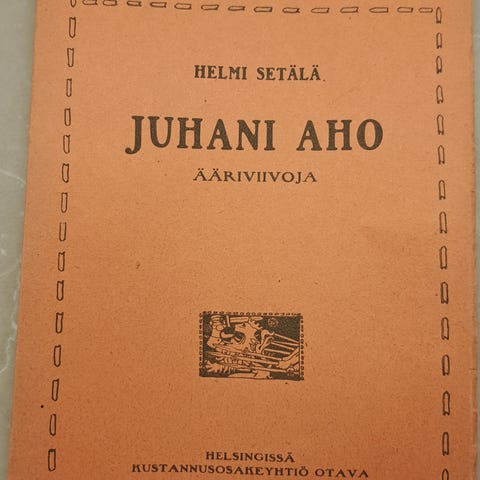 HELMI SETÄLÄ.
JUHANI AHO
ÄÄRIVIIVOJA
HELSINGISSÄ
KUSTANNUSOSAKEYHTIÖ OTAVA